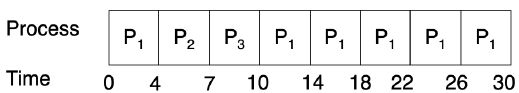 Process P₁ P₂ P₃ P₁ P₁ P₁ P₁ P₁
Time 0 4 7 10 14 18 22 26 30